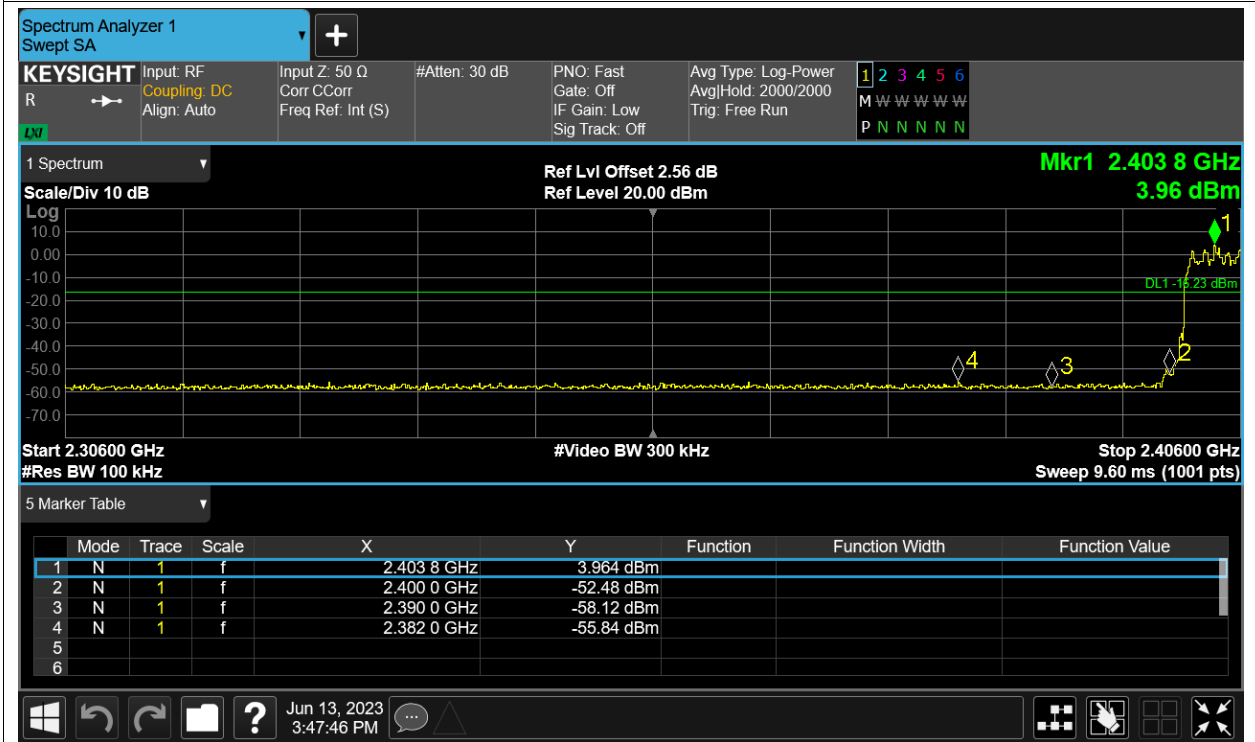 Spectrum Analyzer 1
Swept SA
KEYSIGHT Input: RF Input Z: 50 Ω #Atten: 30 dB PNO: Fast Avg Type: Log-Power 1 2 3 4 5 6
R Coupling: DC Corr CCorr Gate: Off Avg|Hold: 2000/2000 M W W W W W
Align: Auto Freq Ref: Int (S) IF Gain: Low Trig: Free Run
LXI Sig Track: Off P N N N N N
1 Spectrum Ref Lvl Offset 2.56 dB Mkr1 2.403 8 GHz
Scale/Div 10 dB Ref Level 20.00 dBm 3.96 dBm
Log
1
10.0
0.00
-10.0
DL1 -16.23 dBm
-20.0
-30.0
-40.0
4 3 2
-50.0
-60.0
-70.0
Start 2.30600 GHz #Video BW 300 kHz Stop 2.40600 GHz
#Res BW 100 kHz Sweep 9.60 ms (1001 pts)
5 Marker Table
Mode Trace Scale X Y Function Function Width Function Value
1 N 1 f 2.403 8 GHz 3.964 dBm
2 N 1 f 2.400 0 GHz -52.48 dBm
3 N 1 f 2.390 0 GHz -58.12 dBm
4 N 1 f 2.382 0 GHz -55.84 dBm
5
6
? Jun 13, 2023
3:47:46 PM